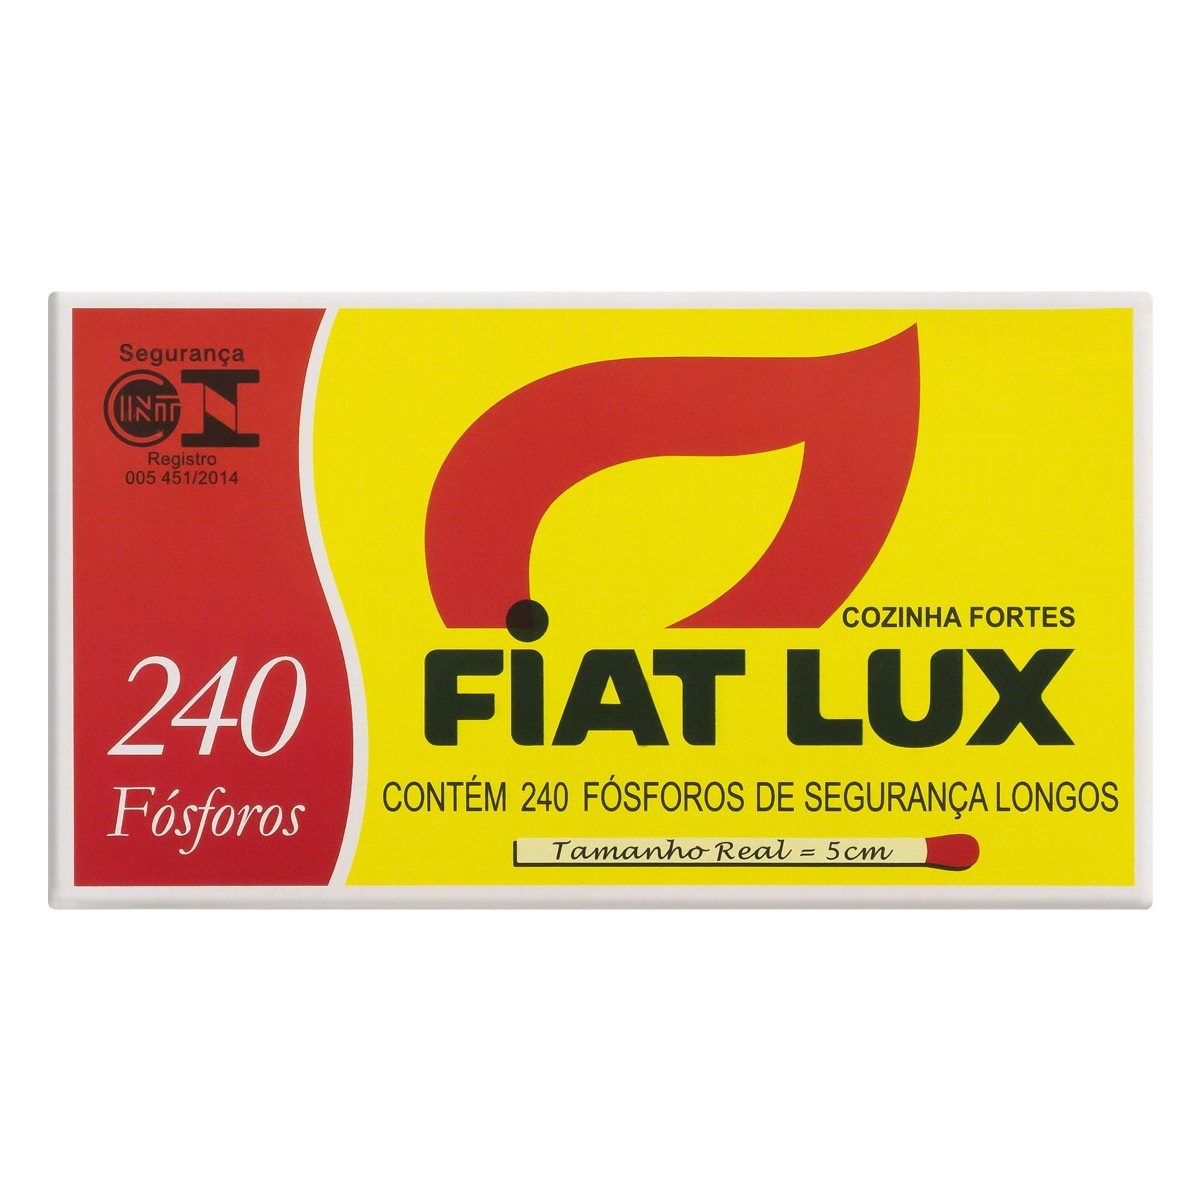 Segurança
INT
Registro
005 451/2014
240
Fósforos
COZINHA FORTES
FIAT LUX
CONTÉM 240 FÓSFOROS DE SEGURANÇA LONGOS
Tamanho Real = 5cm